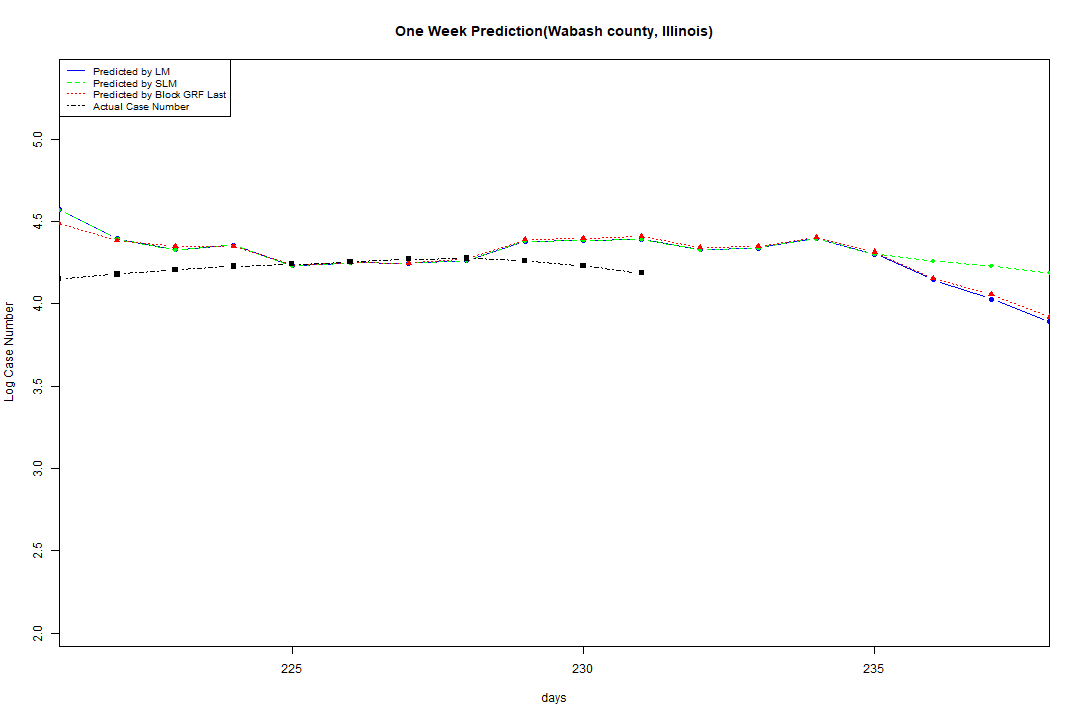 One Week Prediction(Wabash county, Illinois)
Predicted by LM
Predicted by SLM
Predicted by Block GRF Last
Actual Case Number
5.0
4.5
4.0
3.5
3.0
2.5
2.0
Log Case Number
225 230 235
days